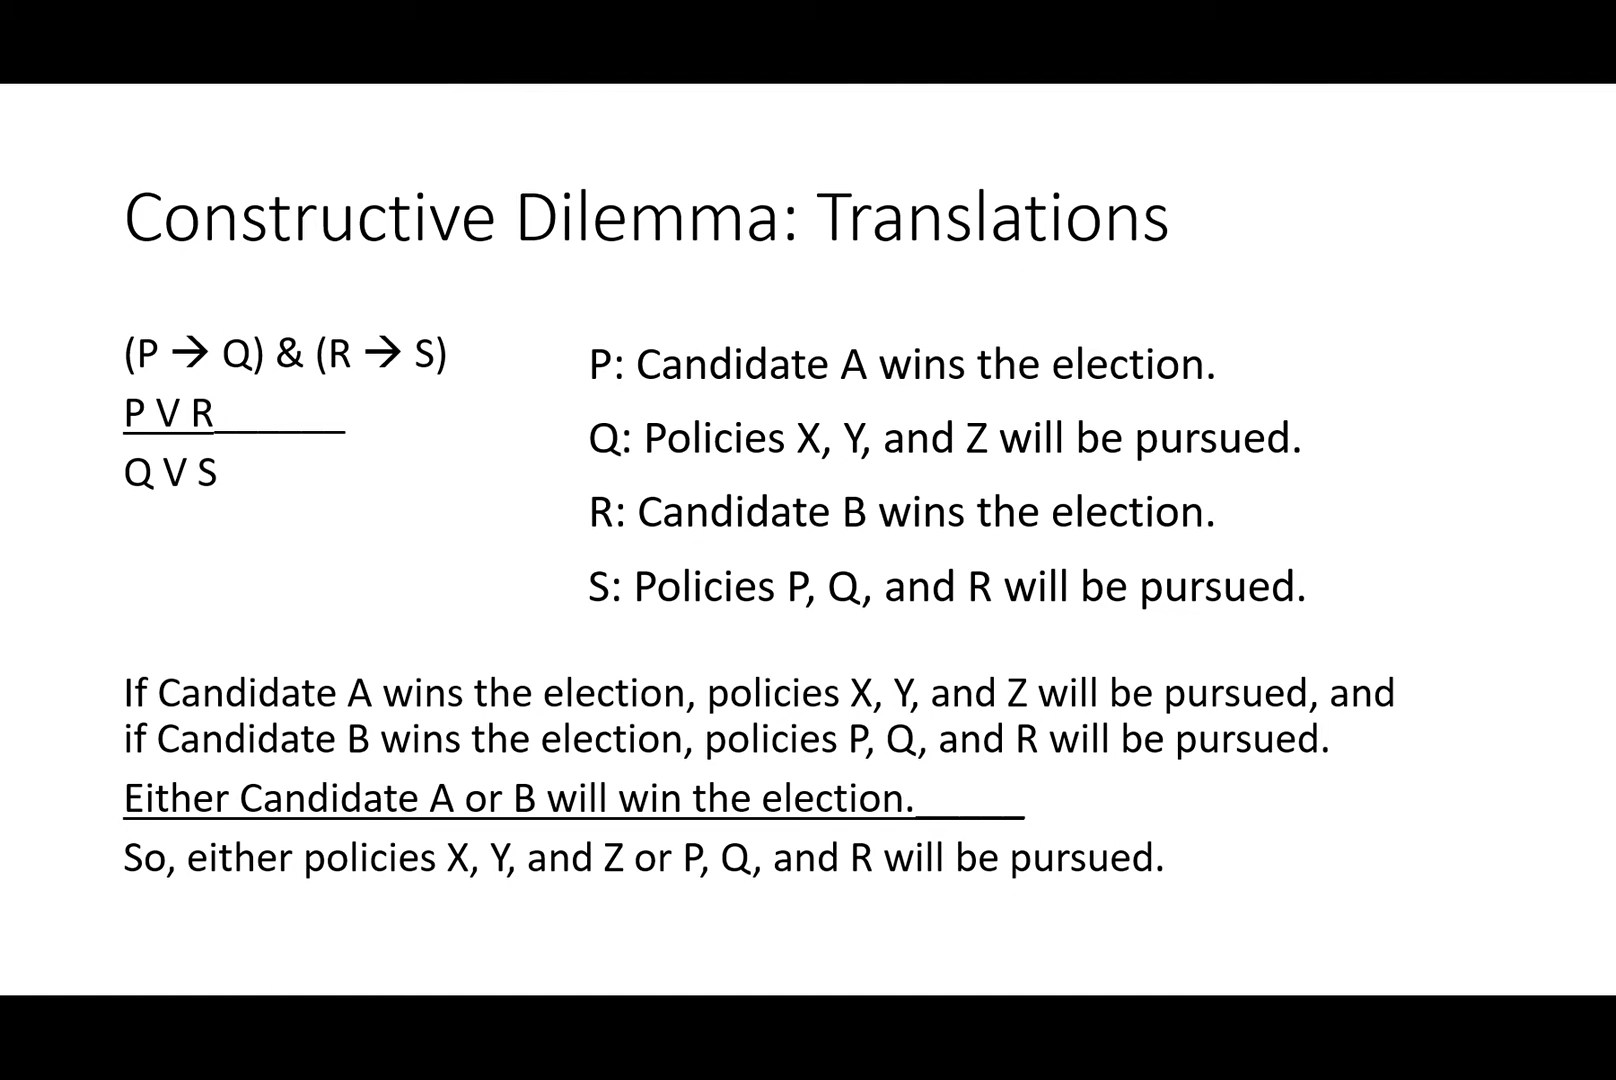 Constructive Dilemma: Translations
(P → Q) & (R → S)
P V R______
Q V S
P: Candidate A wins the election.
Q: Policies X, Y, and Z will be pursued.
R: Candidate B wins the election.
S: Policies P, Q, and R will be pursued.
If Candidate A wins the election, policies X, Y, and Z will be pursued, and
if Candidate B wins the election, policies P, Q, and R will be pursued.
Either Candidate A or B will win the election._____
So, either policies X, Y, and Z or P, Q, and R will be pursued.